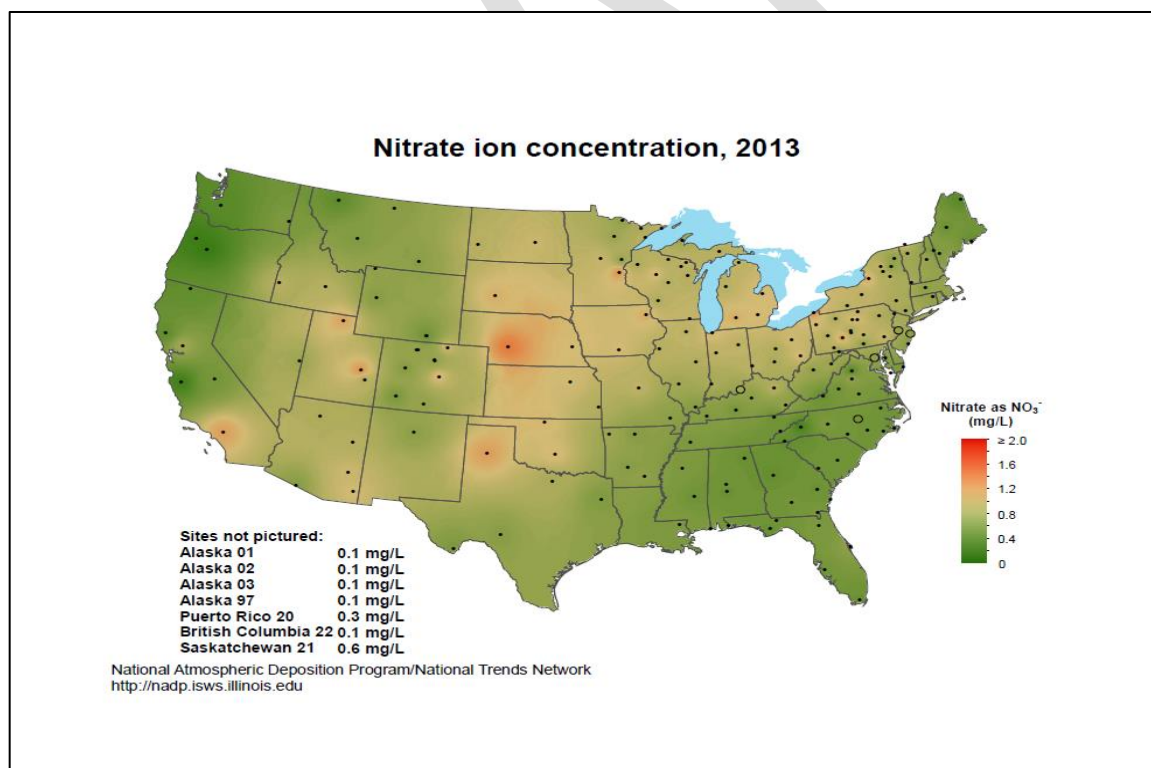 Nitrate ion concentration, 2013
Nitrate as NO₃⁻
(mg/L)
≥ 2.0
1.6
1.2
0.8
0.4
0
Sites not pictured:
Alaska 01 0.1 mg/L
Alaska 02 0.1 mg/L
Alaska 03 0.1 mg/L
Alaska 97 0.1 mg/L
Puerto Rico 20 0.3 mg/L
British Columbia 22 0.1 mg/L
Saskatchewan 21 0.6 mg/L
National Atmospheric Deposition Program/National Trends Network
http://nadp.isws.illinois.edu